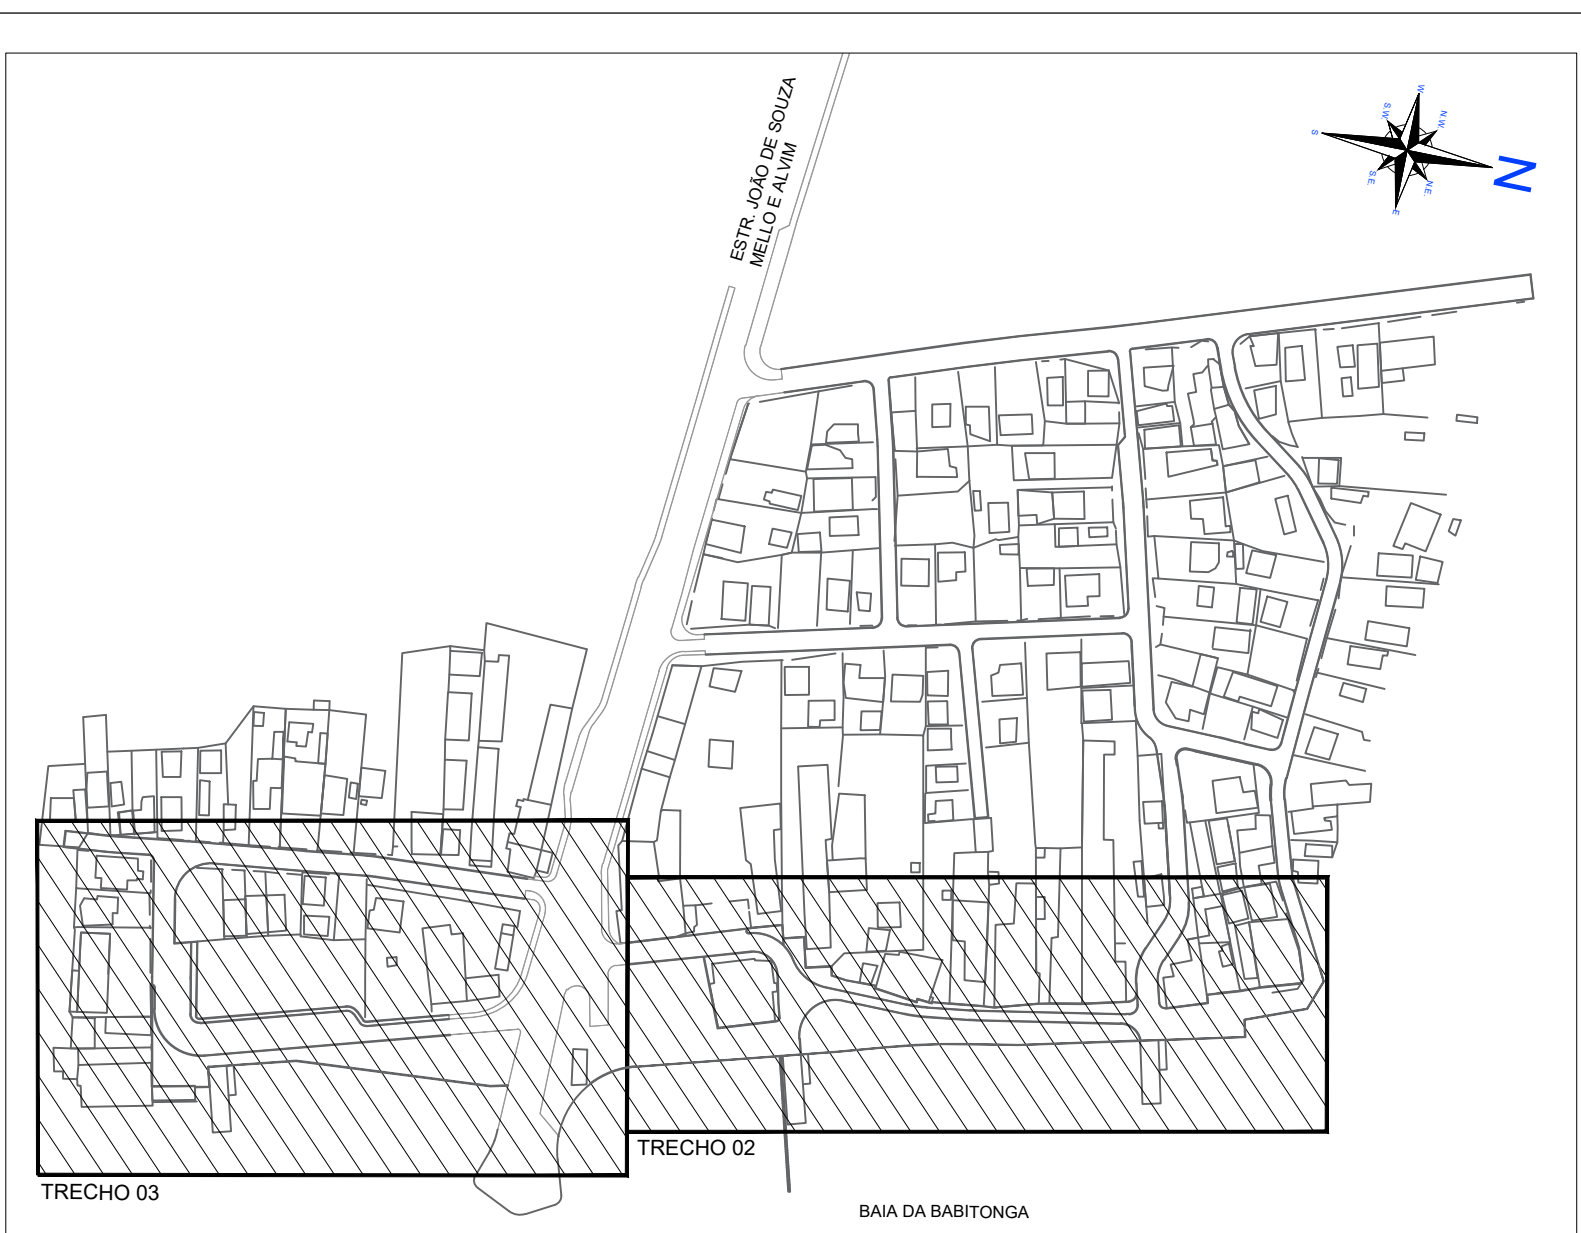 ESTR. JOÃO DE SOUZA
MELLO E ALVIM
W
S.W.
N.W.
S
N
S.E.
N.E.
E
TRECHO 02
TRECHO 03
BAIA DA BABITONGA